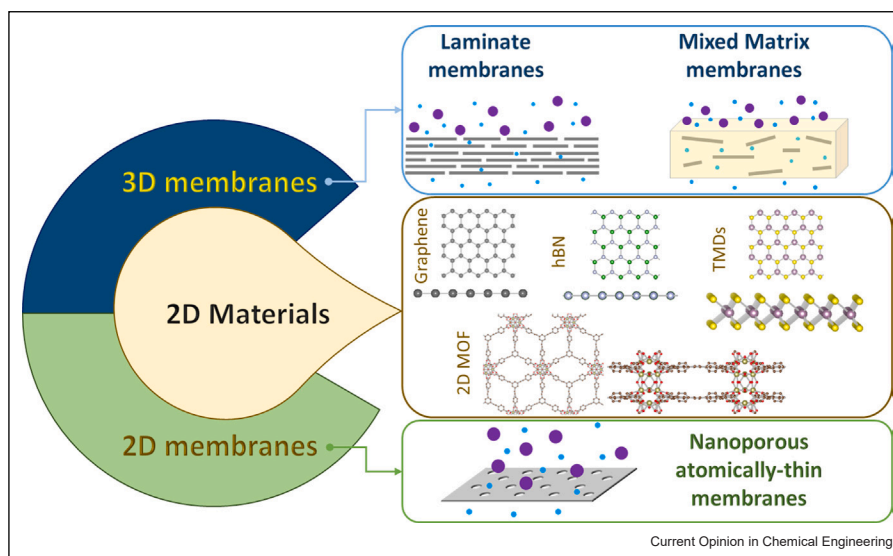 Laminate
membranes
Mixed Matrix
membranes
3D membranes
Graphene
hBN
TMDs
2D Materials
2D MOF
2D membranes
Nanoporous
atomically-thin
membranes
Current Opinion in Chemical Engineering